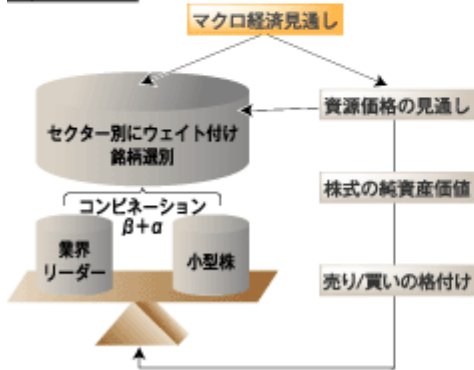 マクロ経済見通し
資源価格の見通し
セクター別にウェイト付け
銘柄選別
株式の純資産価値
コンビネーション
β+α
業界
リーダー
小型株
売り/買いの格付け